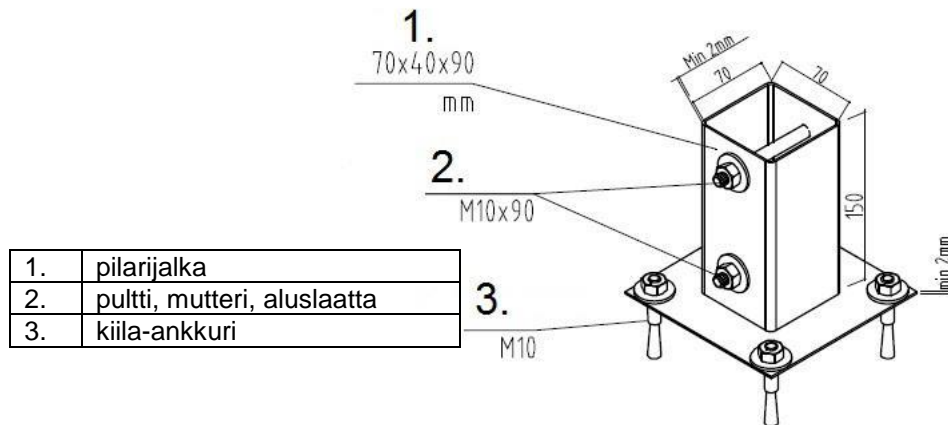 1.
70x40x90
mm
Min 2mm
70
70
2.
M10x90
150
min 2mm
3.
M10
1. pilarijalka
2. pultti, mutteri, aluslaatta
3. kiila-ankkuri